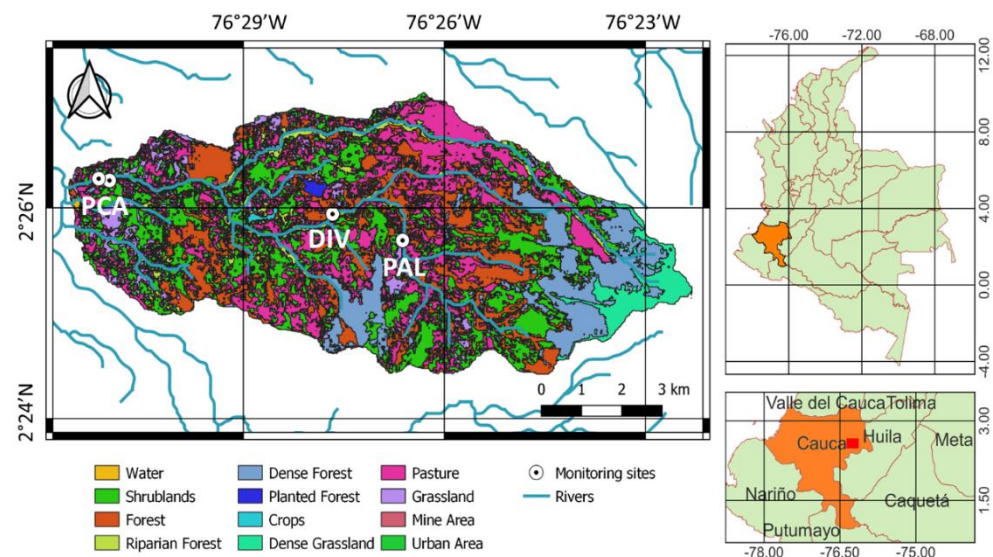 76°29'W
76°26'W
76°23'W
2°26'N
2°24'N
PCA
DIV
PAL
0 1 2 3 km
Water
Shrublands
Forest
Riparian Forest
Dense Forest
Planted Forest
Crops
Dense Grassland
Pasture
Grassland
Mine Area
Urban Area
Monitoring sites
Rivers
-76.00 -72.00 -68.00
12.00
8.00
4.00
0.00
-4.00
Valle del Cauca Tolima
Cauca Huila Meta
Nariño
Caquetá
Putumayo
3.00
1.50
-78.00 -76.50 -75.00